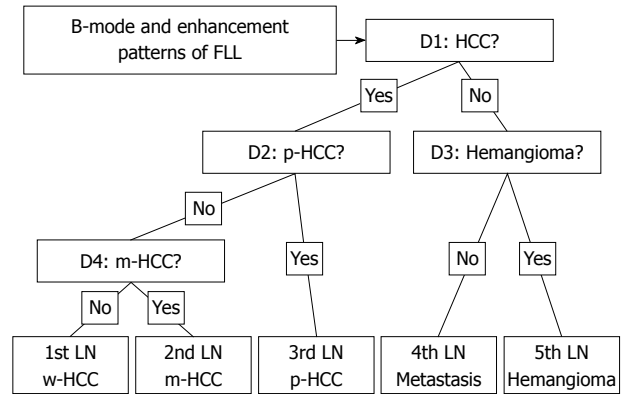 B-mode and enhancement
patterns of FLL
D1: HCC?
Yes
No
D2: p-HCC?
D3: Hemangioma?
No
Yes
No
Yes
D4: m-HCC?
No
Yes
1st LN
w-HCC
2nd LN
m-HCC
3rd LN
p-HCC
4th LN
Metastasis
5th LN
Hemangioma